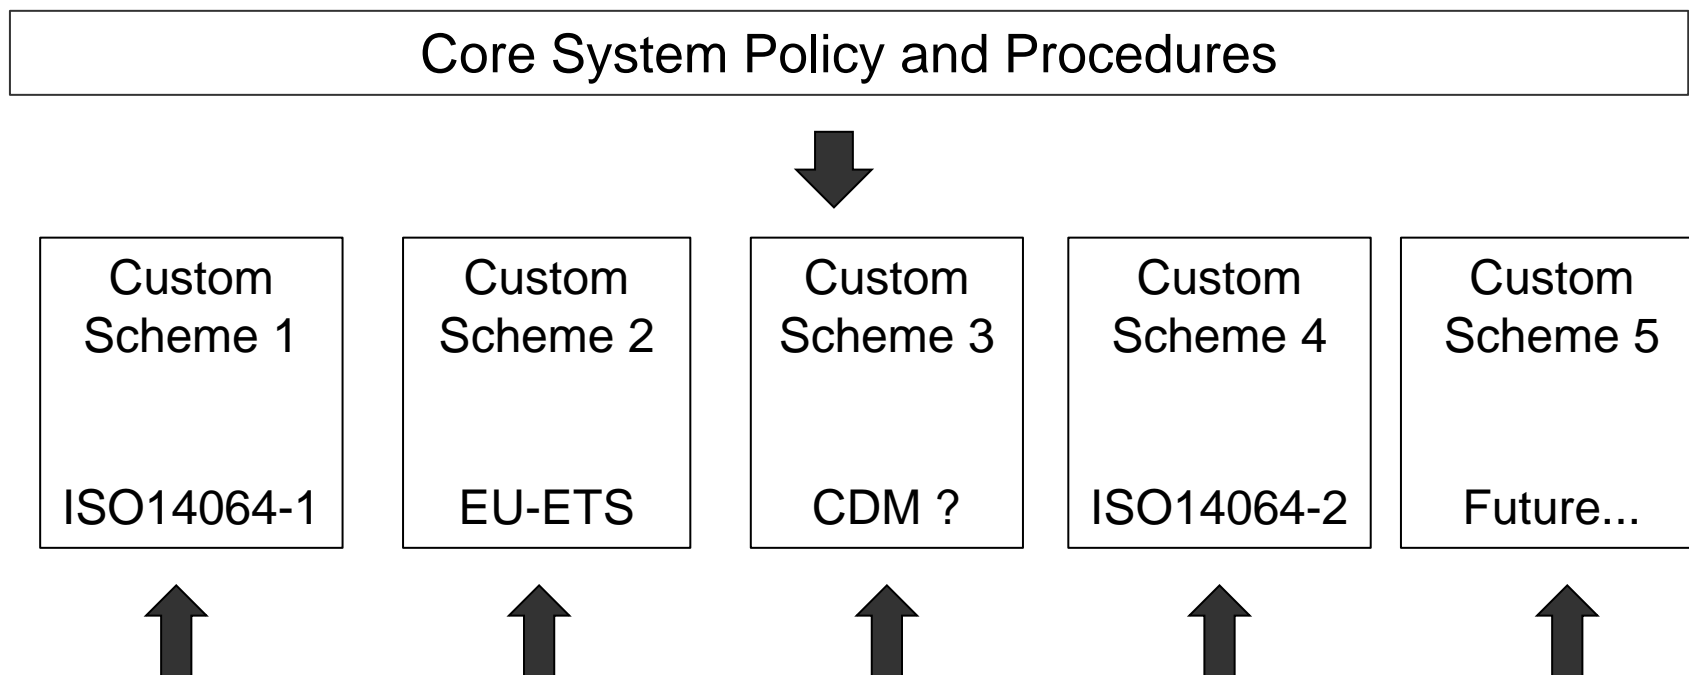 Core System Policy and Procedures
Custom
Scheme 1
ISO14064-1
Custom
Scheme 2
EU-ETS
Custom
Scheme 3
CDM ?
Custom
Scheme 4
ISO14064-2
Custom
Scheme 5
Future...